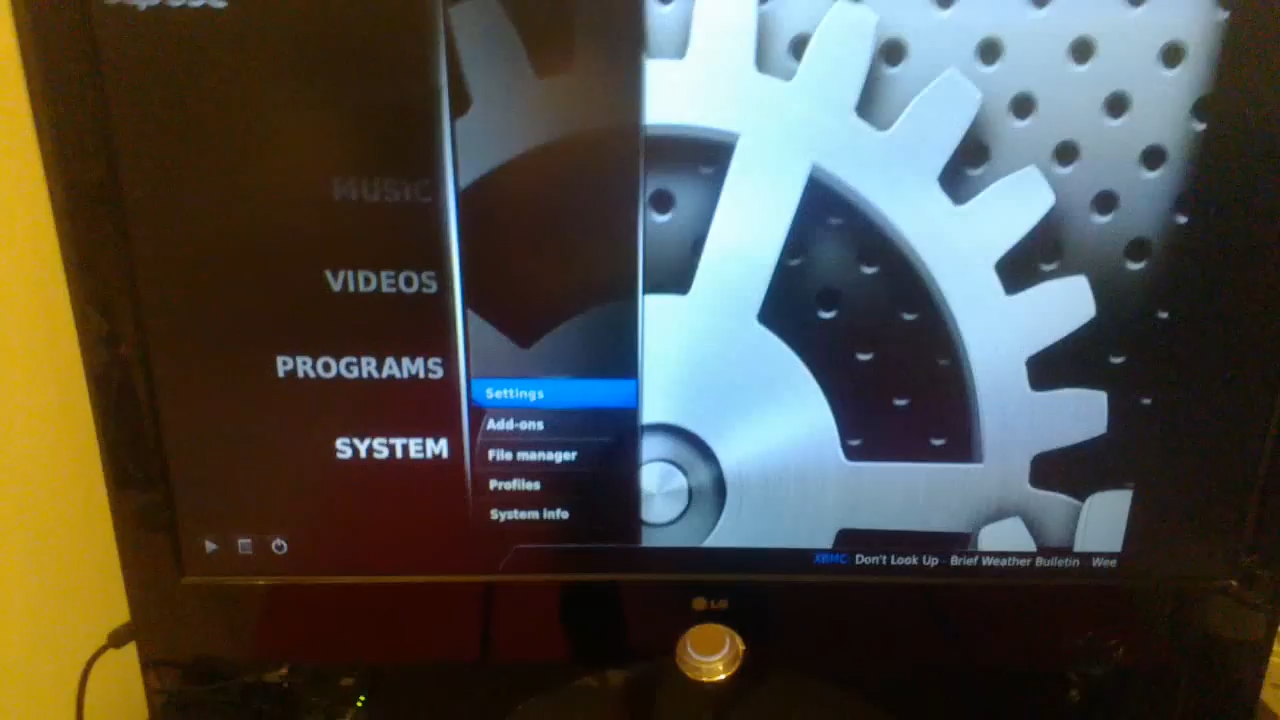 MUSIC
VIDEOS
PROGRAMS
SYSTEM
Settings
Add-ons
File manager
Profiles
System info
XBMC: Don't Look Up - Brief Weather Bulletin Wee
LG